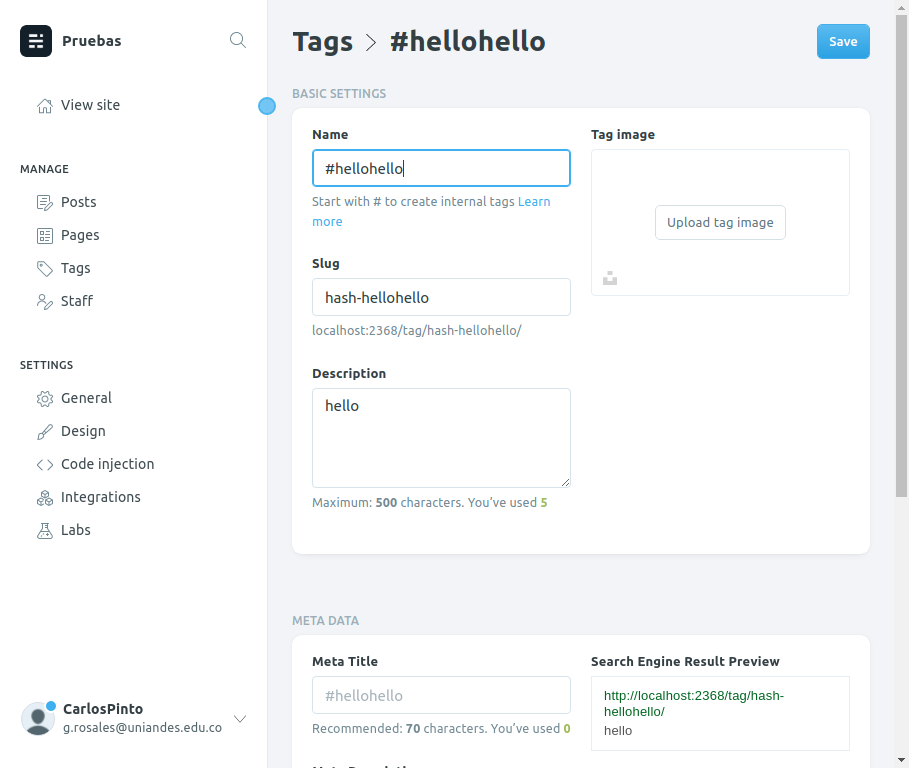 Pruebas
View site
MANAGE
Posts
Pages
Tags
Staff
SETTINGS
General
Design
Code injection
Integrations
Labs
CarlosPinto
g.rosales@uniandes.edu.co
Tags > #hellohello
Save
BASIC SETTINGS
Name
#hellohello
Start with # to create internal tags Learn
more
Slug
hash-hellohello
localhost:2368/tag/hash-hellohello/
Description
hello
Maximum: 500 characters. You’ve used 5
Tag image
Upload tag image
META DATA
Meta Title
#hellohello
Recommended: 70 characters. You’ve used 0
Search Engine Result Preview
http://localhost:2368/tag/hash-
hellohello/
hello